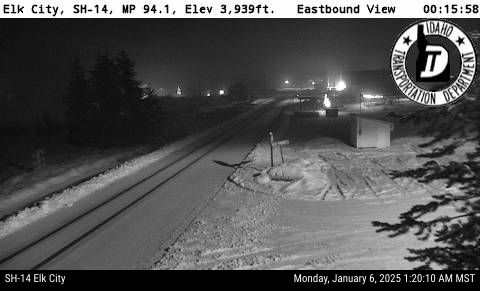 Elk City, SH-14, MP 94.1, Elev 3,939ft. Eastbound View 00:15:58
IDAHO
TRANSPORTATION DEPARTMENT
SH-14 Elk City Monday, January 6, 2025 1:20:10 AM MST